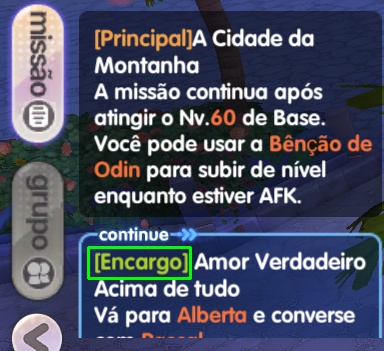 missão
[Principal]A Cidade da
Montanha
A missão continua após
atingir o Nv.60 de Base.
Você pode usar a Bênção de
Odin para subir de nível
enquanto estiver AFK.
grupo
continue
[Encargo] Amor Verdadeiro
Acima de tudo
Vá para Alberta e converse
com Pascal